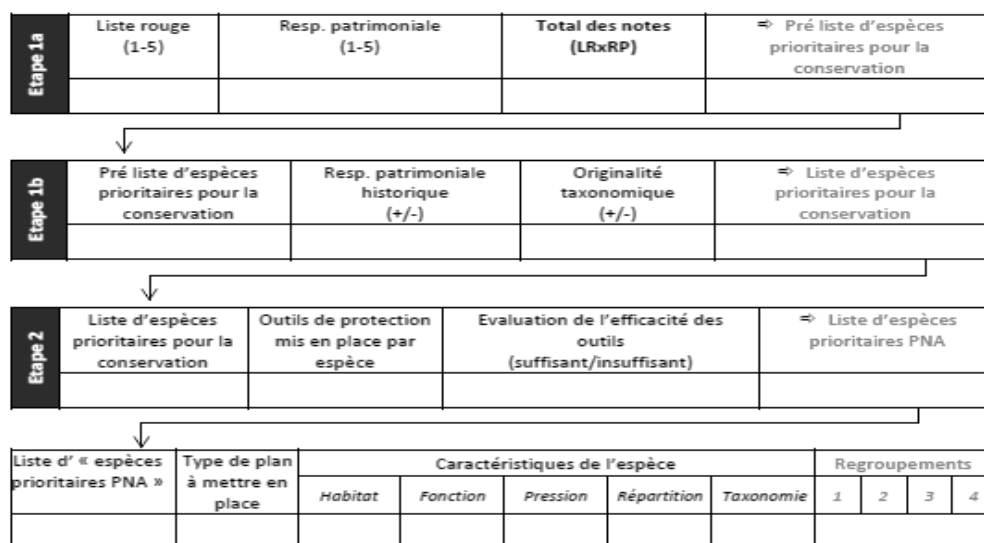 Etape 1a
Liste rouge
(1-5)
Resp. patrimoniale
(1-5)
Total des notes
(LRxRP)
⇨ Pré liste d'espèces
prioritaires pour la
conservation
Etape 1b
Pré liste d'espèces
prioritaires pour la
conservation
Resp. patrimoniale
historique
(+/-)
Originalité
taxonomique
(+/-)
⇨ Liste d'espèces
prioritaires pour la
conservation
Etape 2
Liste d'espèces
prioritaires pour la
conservation
Outils de protection
mis en place par
espèce
Evaluation de l'efficacité des
outils
(suffisant/insuffisant)
⇨ Liste d'espèces
prioritaires PNA
Liste d' « espèces
prioritaires PNA »
Type de plan
à mettre en
place
Caractéristiques de l'espèce
Habitat
Fonction
Pression
Répartition
Taxonomie
Regroupements
1
2
3
4